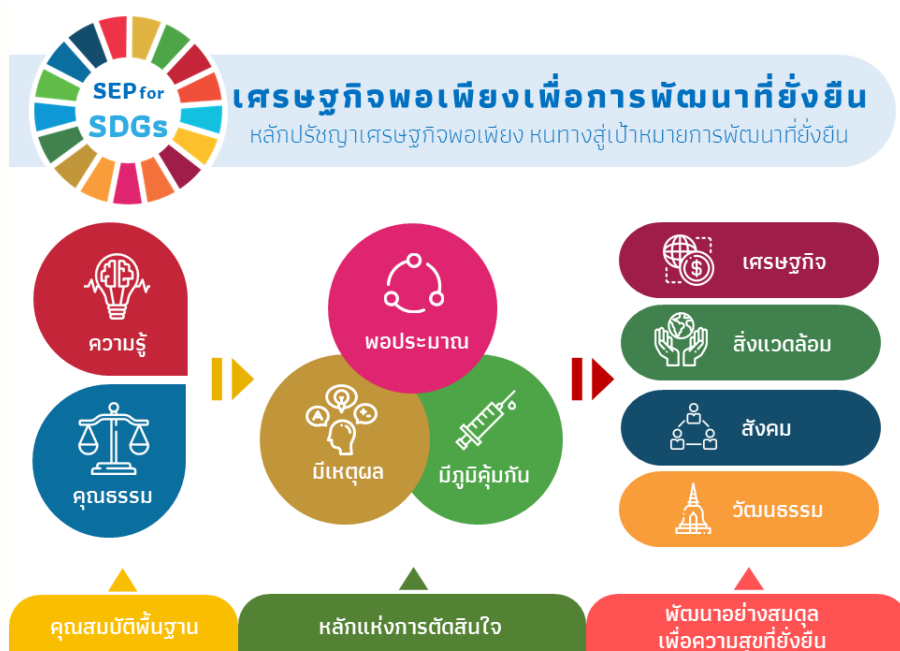 SEP for
SDGs
เศรษฐกิจพอเพียงเพื่อการพัฒนาที่ยั่งยืน
หลักปรัชญาเศรษฐกิจพอเพียง หนทางสู่เป้าหมายการพัฒนาที่ยั่งยืน
ความรู้
คุณธรรม
พอประมาณ
มีเหตุผล
มีภูมิคุ้มกัน
เศรษฐกิจ
สิ่งแวดล้อม
สังคม
วัฒนธรรม
คุณสมบัติพื้นฐาน
หลักแห่งการตัดสินใจ
พัฒนาอย่างสมดุล
เพื่อความสุขที่ยั่งยืน